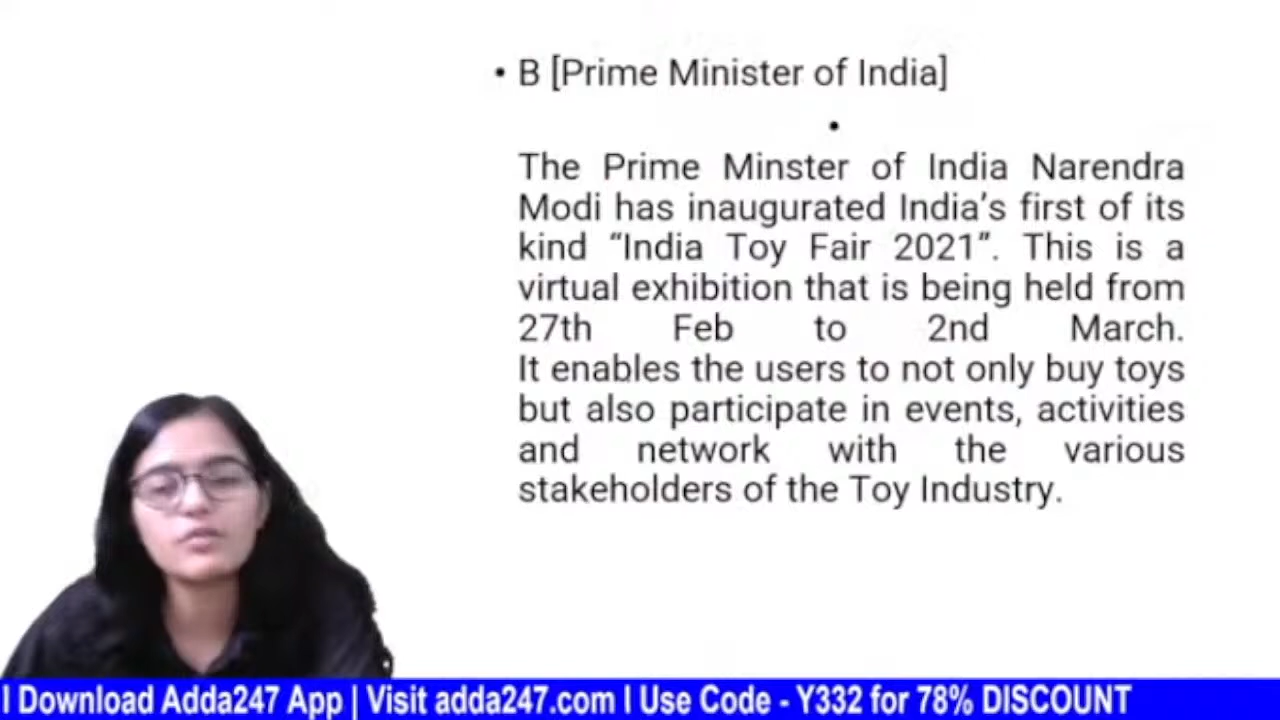 • B [Prime Minister of India]
•
The Prime Minster of India Narendra
Modi has inaugurated India’s first of its
kind “India Toy Fair 2021”. This is a
virtual exhibition that is being held from
27th Feb to 2nd March.
It enables the users to not only buy toys
but also participate in events, activities
and network with the various
stakeholders of the Toy Industry.
I Download Adda247 App | Visit adda247.com I Use Code - Y332 for 78% DISCOUNT